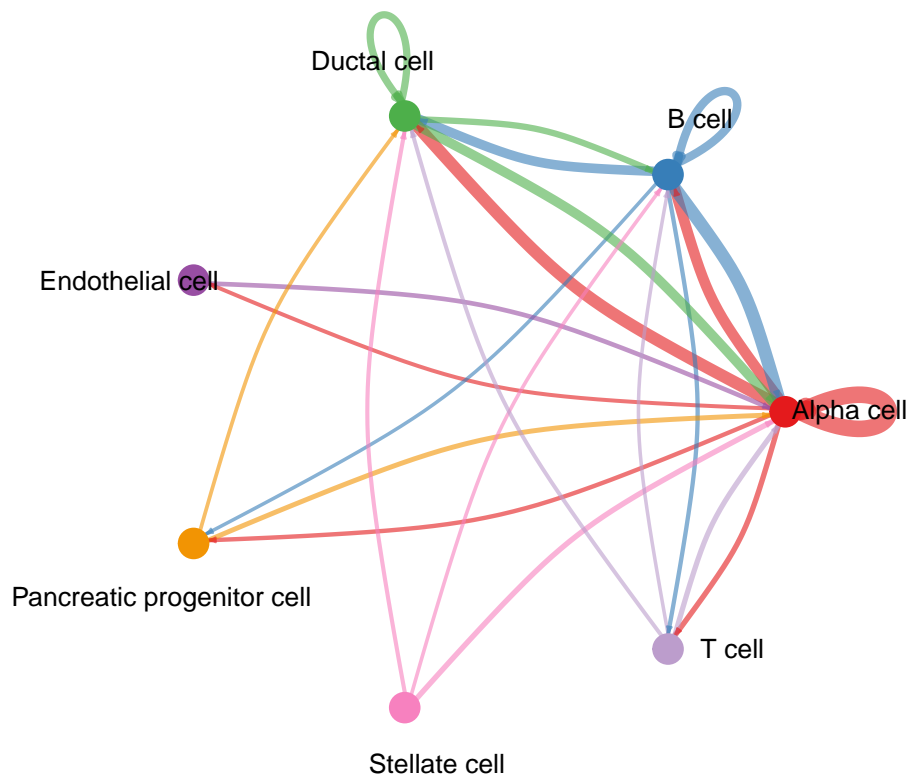 Ductal cell
B cell
Endothelial cell
Alpha cell
Pancreatic progenitor cell
T cell
Stellate cell